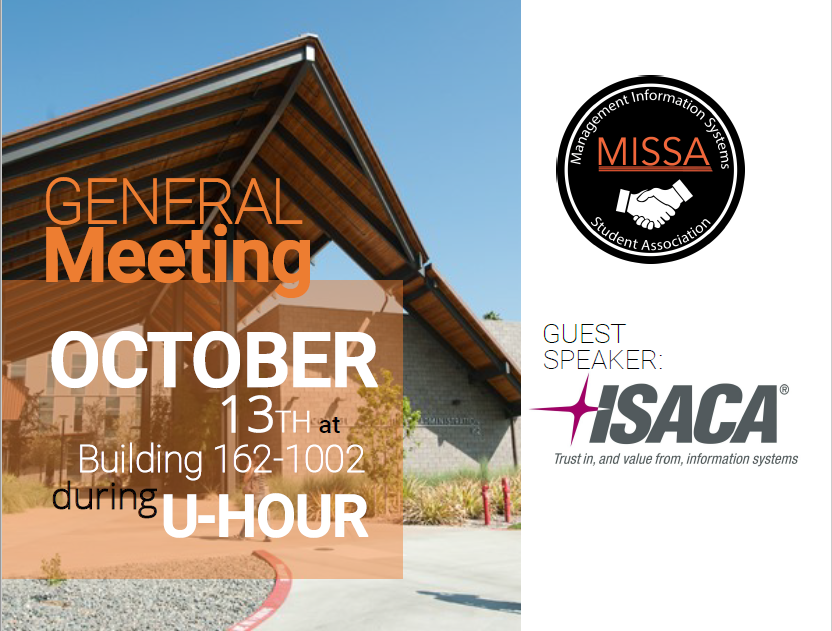 GENERAL
Meeting
OCTOBER
13TH at
Building 162-1002
during
U-HOUR
Management Information Systems
MISSA
Student Association
GUEST
SPEAKER:
ISACA®
Trust in, and value from, information systems